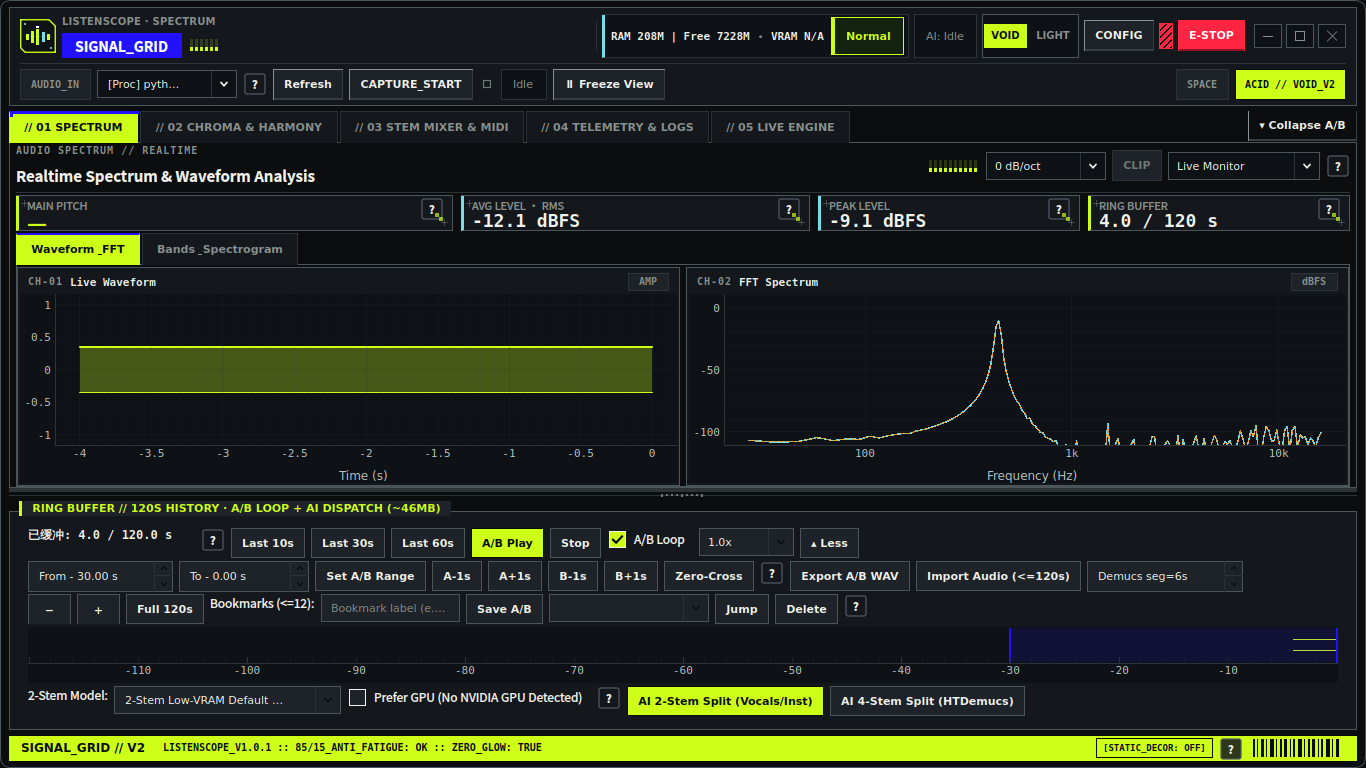 LISTENSCOPE · SPECTRUM
SIGNAL_GRID
RAM 208M | Free 7228M · VRAM N/A
Normal
AI: Idle
VOID
LIGHT
CONFIG
E-STOP
AUDIO_IN
[Proc] pyth...
?
Refresh
CAPTURE_START
Idle
⏸ Freeze View
SPACE
ACID // VOID_V2
// 01 SPECTRUM
// 02 CHROMA & HARMONY
// 03 STEM MIXER & MIDI
// 04 TELEMETRY & LOGS
// 05 LIVE ENGINE
▾ Collapse A/B
AUDIO SPECTRUM // REALTIME
Realtime Spectrum & Waveform Analysis
0 dB/oct
CLIP
Live Monitor
?
MAIN PITCH
—
?
AVG LEVEL · RMS
-12.1 dBFS
?
PEAK LEVEL
-9.1 dBFS
?
RING BUFFER
4.0 / 120 s
?
Waveform _FFT
Bands _Spectrogram
CH-01 Live Waveform
AMP
1
0.5
0
-0.5
-1
-4 -3.5 -3 -2.5 -2 -1.5 -1 -0.5 0
Time (s)
CH-02 FFT Spectrum
dBFS
0
-50
-100
100 1k 10k
Frequency (Hz)
RING BUFFER // 120S HISTORY · A/B LOOP + AI DISPATCH (~46MB)
已缓冲: 4.0 / 120.0 s
?
Last 10s
Last 30s
Last 60s
A/B Play
Stop
A/B Loop
1.0x
▴ Less
From - 30.00 s
To - 0.00 s
Set A/B Range
A-1s
A+1s
B-1s
B+1s
Zero-Cross
?
Export A/B WAV
Import Audio (<=120s)
Demucs seg=6s
−
+
Full 120s
Bookmarks (<=12):
Bookmark label (e....
Save A/B
Jump
Delete
?
-110 -100 -90 -80 -70 -60 -50 -40 -30 -20 -10
2-Stem Model:
2-Stem Low-VRAM Default ...
Prefer GPU (No NVIDIA GPU Detected)
?
AI 2-Stem Split (Vocals/Inst)
AI 4-Stem Split (HTDemucs)
SIGNAL_GRID // V2
LISTENSCOPE_V1.0.1 :: 85/15_ANTI_FATIGUE: OK :: ZERO_GLOW: TRUE
[STATIC_DECOR: OFF]
?